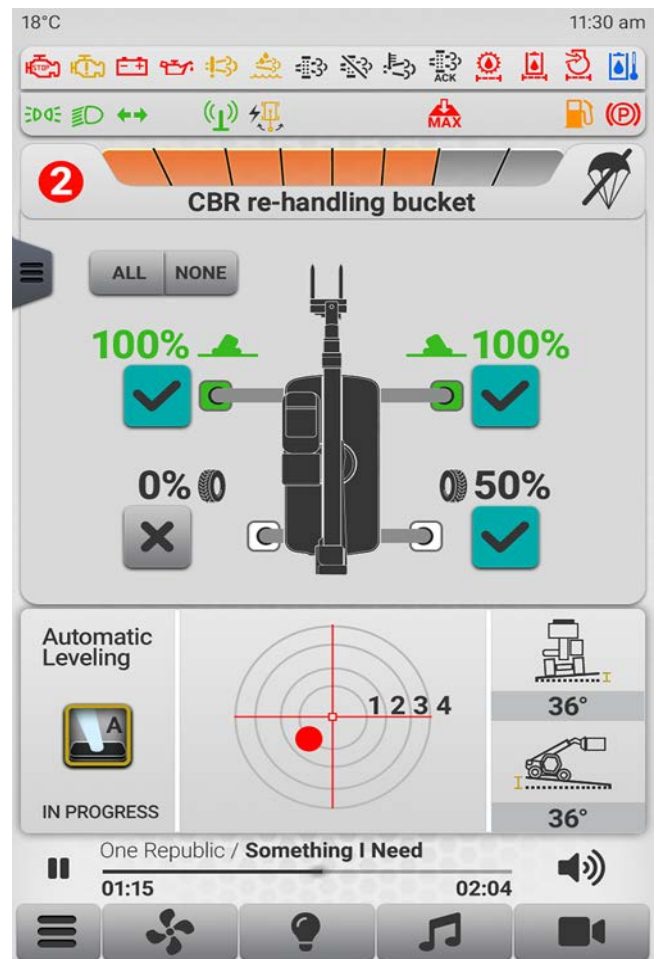 18°C 11:30 am
STOP
ACK
MAX
2
CBR re-handling bucket
ALL NONE
100% 100%
0% 50%
Automatic
Leveling
1 2 3 4
A
36°
IN PROGRESS
36°
One Republic / Something I Need
01:15 02:04